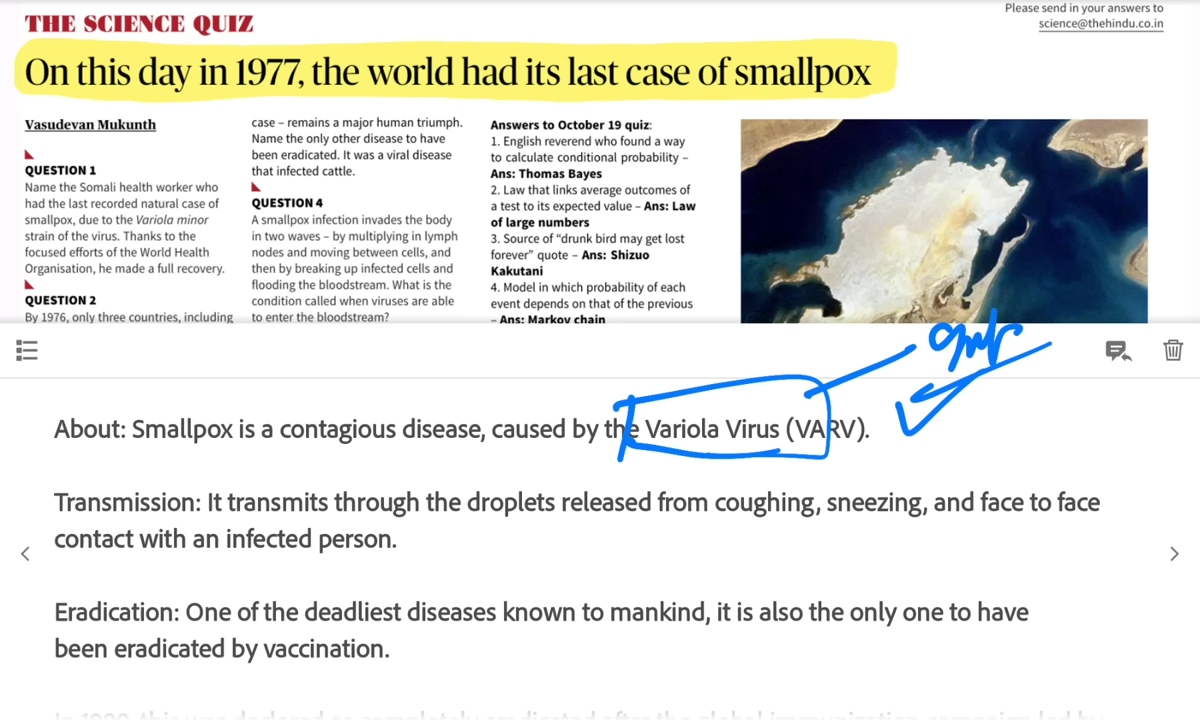 THE SCIENCE QUIZ
Please send in your answers to
science@thehindu.co.in
On this day in 1977, the world had its last case of smallpox
Vasudevan Mukunth
QUESTION 1
Name the Somali health worker who
had the last recorded natural case of
smallpox, due to the Variola minor
strain of the virus. Thanks to the
focused efforts of the World Health
Organisation, he made a full recovery.
QUESTION 2
By 1976, only three countries, including
case – remains a major human triumph.
Name the only other disease to have
been eradicated. It was a viral disease
that infected cattle.
QUESTION 4
A smallpox infection invades the body
in two waves – by multiplying in lymph
nodes and moving between cells, and
then by breaking up infected cells and
flooding the bloodstream. What is the
condition called when viruses are able
to enter the bloodstream?
Answers to October 19 quiz:
1. English reverend who found a way
to calculate conditional probability –
Ans: Thomas Bayes
2. Law that links average outcomes of
a test to its expected value – Ans: Law
of large numbers
3. Source of “drunk bird may get lost
forever” quote – Ans: Shizuo
Kakutani
4. Model in which probability of each
event depends on that of the previous
– Ans: Markov chain
About: Smallpox is a contagious disease, caused by the Variola Virus (VARV).
Transmission: It transmits through the droplets released from coughing, sneezing, and face to face
contact with an infected person.
Eradication: One of the deadliest diseases known to mankind, it is also the only one to have
been eradicated by vaccination.